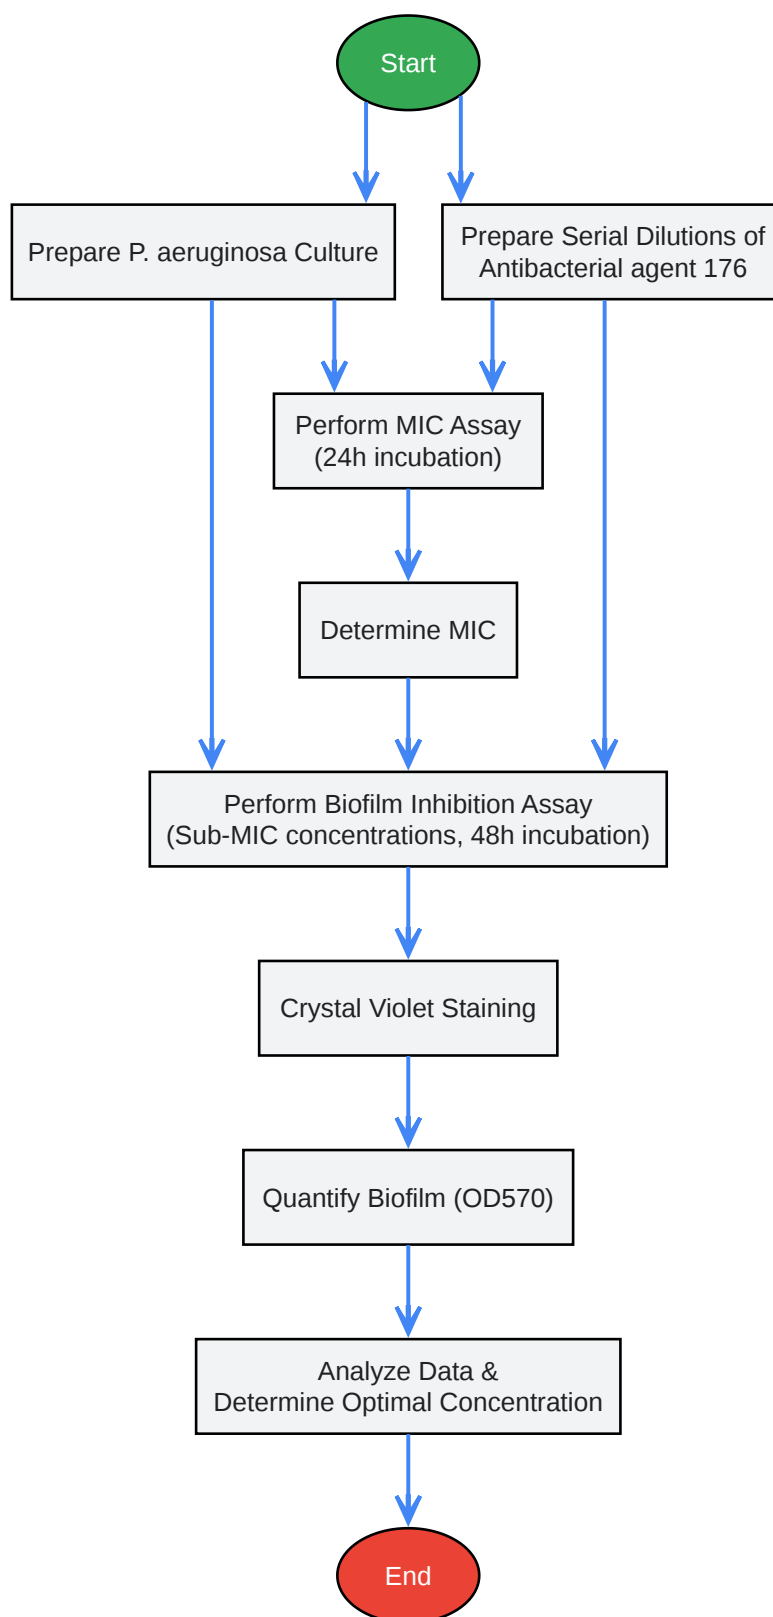 Start
Prepare P. aeruginosa Culture
Prepare Serial Dilutions of
Antibacterial agent 176
Perform MIC Assay
(24h incubation)
Determine MIC
Perform Biofilm Inhibition Assay
(Sub-MIC concentrations, 48h incubation)
Crystal Violet Staining
Quantify Biofilm (OD570)
Analyze Data &
Determine Optimal Concentration
End